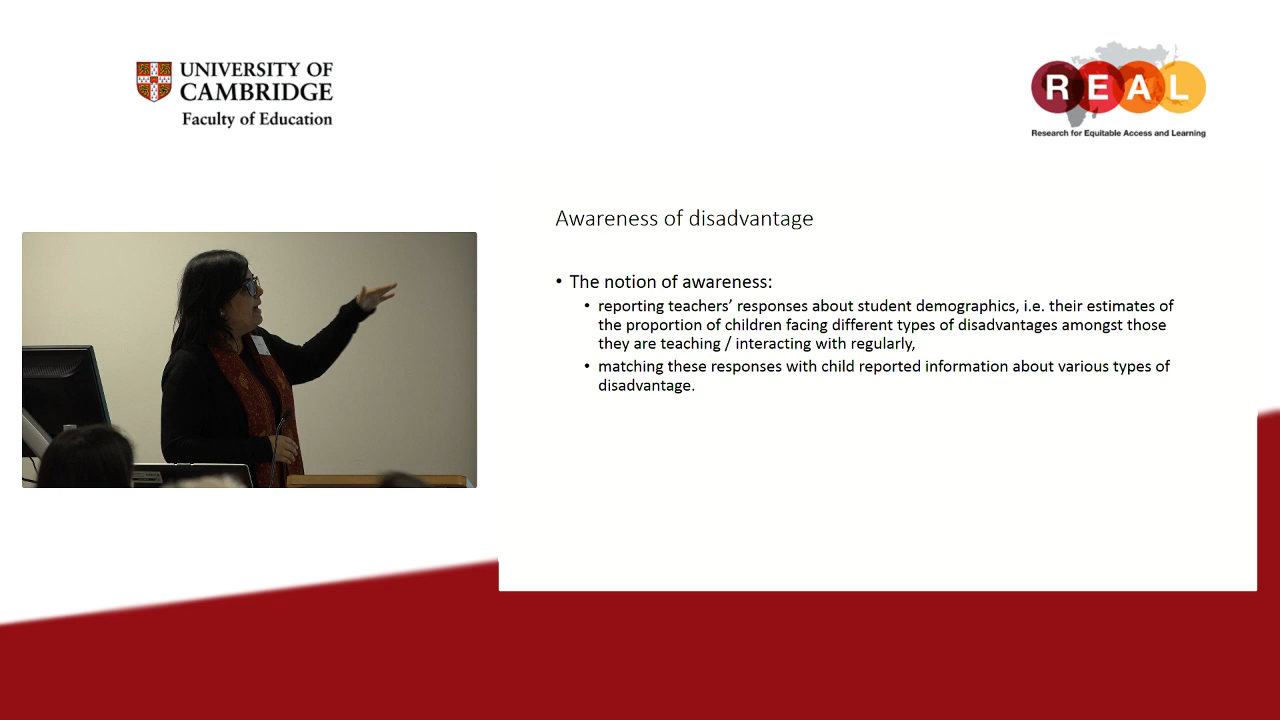 UNIVERSITY OF
CAMBRIDGE
Faculty of Education
REAL
Research for Equitable Access and Learning
Awareness of disadvantage
• The notion of awareness:
• reporting teachers’ responses about student demographics, i.e. their estimates of
the proportion of children facing different types of disadvantages amongst those
they are teaching / interacting with regularly,
• matching these responses with child reported information about various types of
disadvantage.